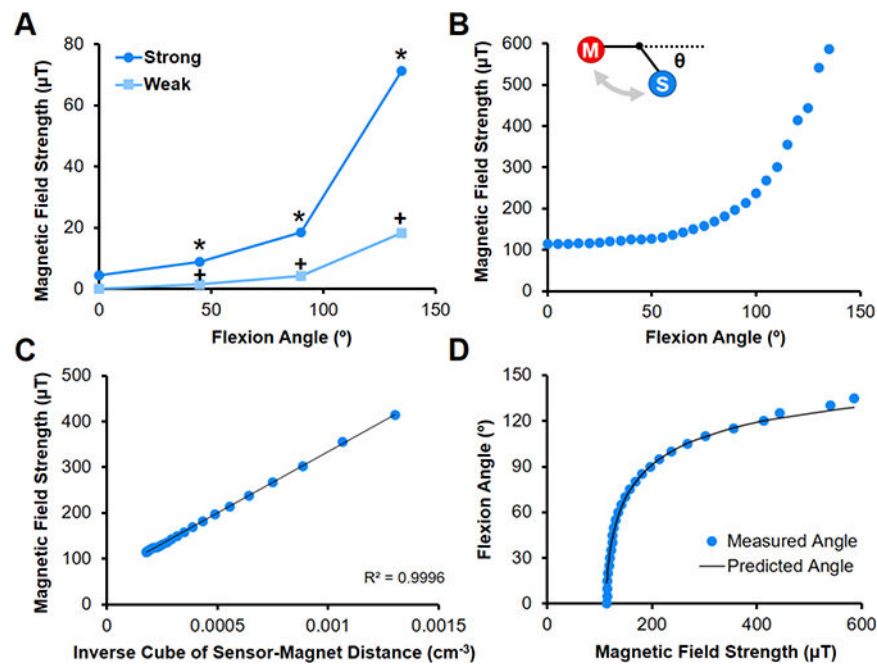 A
Magnetic Field Strength (µT)
80
60
40
20
0
Strong
Weak
*
*
*
+
+
+
0
50
100
150
Flexion Angle (º)
B
Magnetic Field Strength (µT)
600
500
400
300
200
100
0
M
θ
S
0
50
100
150
Flexion Angle (º)
C
Magnetic Field Strength (µT)
500
400
300
200
100
0
R² = 0.9996
0
0.0005
0.001
0.0015
Inverse Cube of Sensor-Magnet Distance (cm⁻³)
D
Flexion Angle (º)
150
120
90
60
30
0
Measured Angle
Predicted Angle
0
200
400
600
Magnetic Field Strength (µT)